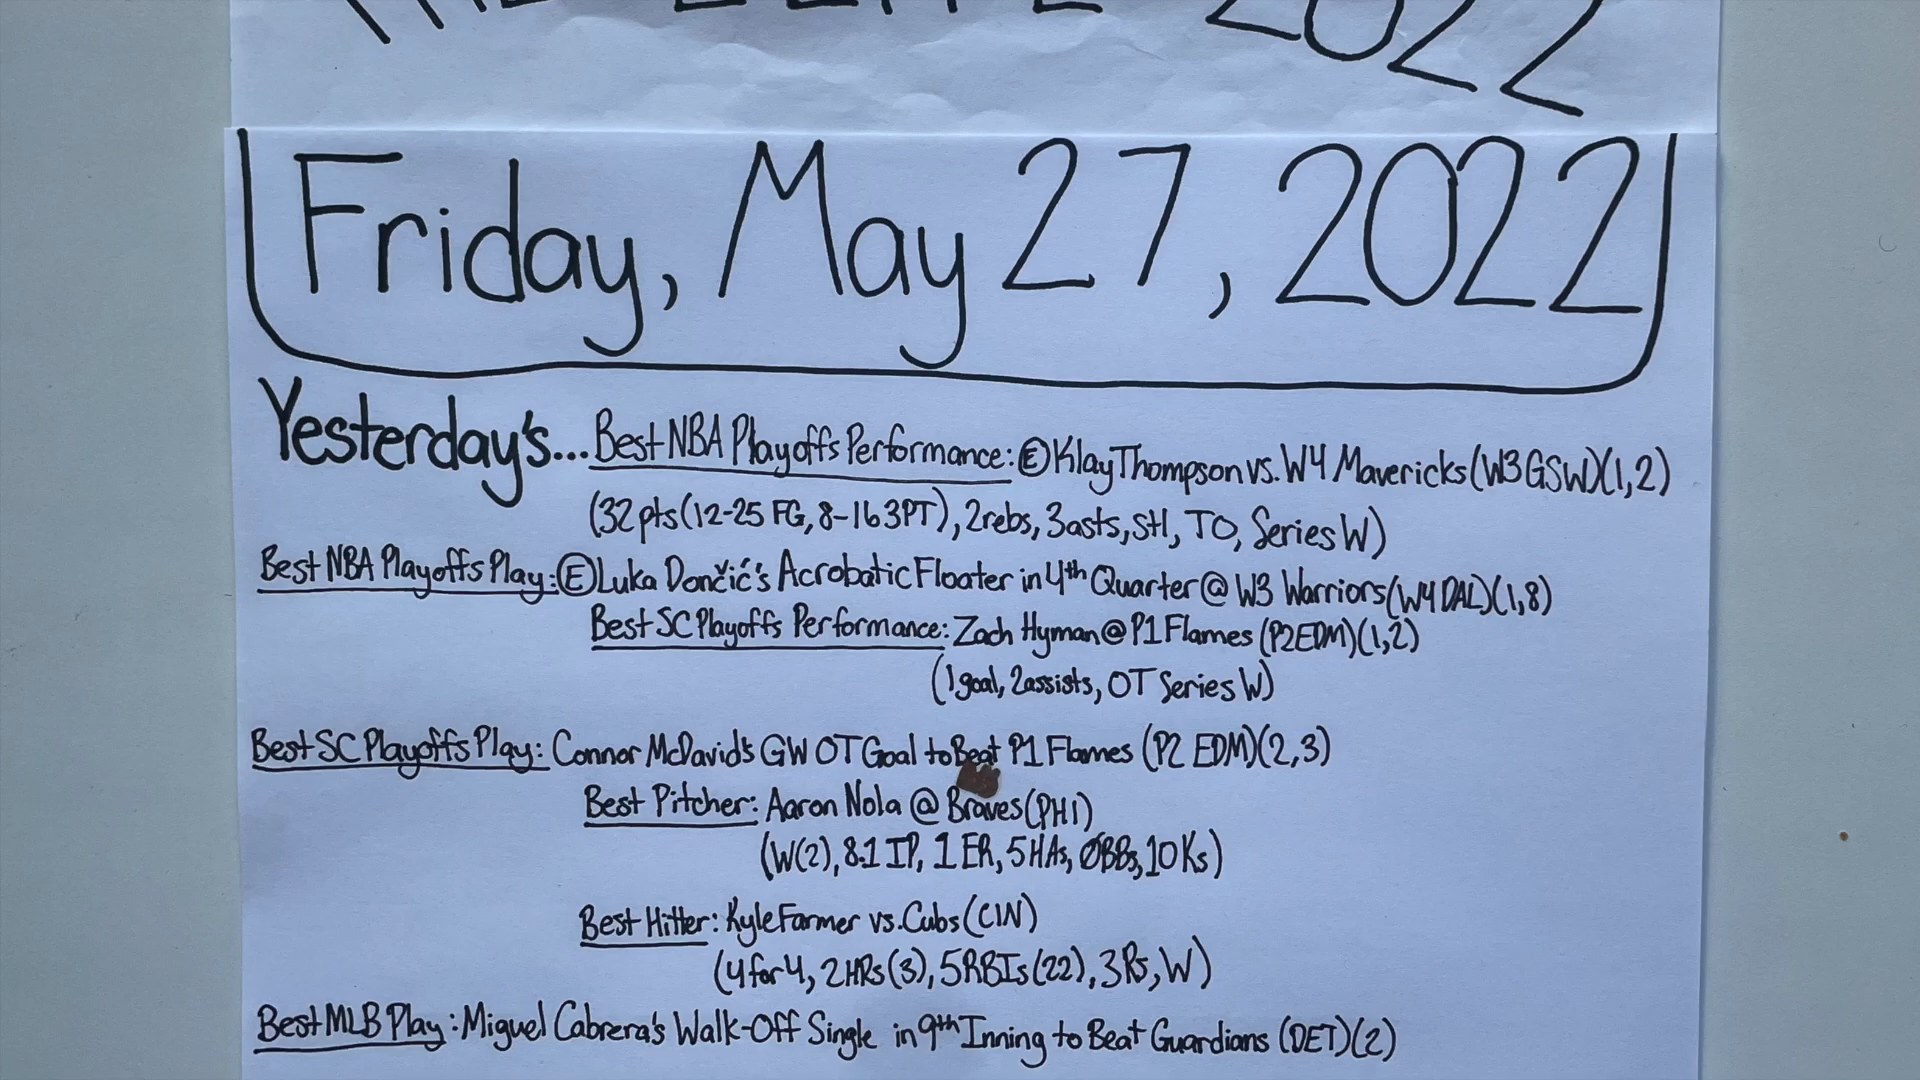 2022
Friday, May 27, 2022
Yesterday's... Best NBA Playoffs Performance: Ⓔ Klay Thompson vs. W4 Mavericks (W3 GSW)(1,2)
(32 pts (12-25 FG, 8-16 3PT), 2 rebs, 3 asts, stl, TO, Series W)
Best NBA Playoffs Play: Ⓔ Luka Dončić's Acrobatic Floater in 4th Quarter @ W3 Warriors (W4 DAL)(1,8)
Best SC Playoffs Performance: Zach Hyman @ P1 Flames (P2 EDM)(1,2)
(1 goal, 2 assists, OT Series W)
Best SC Playoffs Play: Connor McDavid's GW OT Goal to Beat P1 Flames (P2 EDM)(2,3)
Best Pitcher: Aaron Nola @ Braves (PHI)
(W(2), 8.1 IP, 1 ER, 5 HAs, 0 BBs, 10 Ks)
Best Hitter: Kyle Farmer vs. Cubs (CIN)
(4 for 4, 2 HRs (3), 5 RBIs (22), 3 Rs, W)
Best MLB Play: Miguel Cabrera's Walk-Off Single in 9th Inning to Beat Guardians (DET)(2)